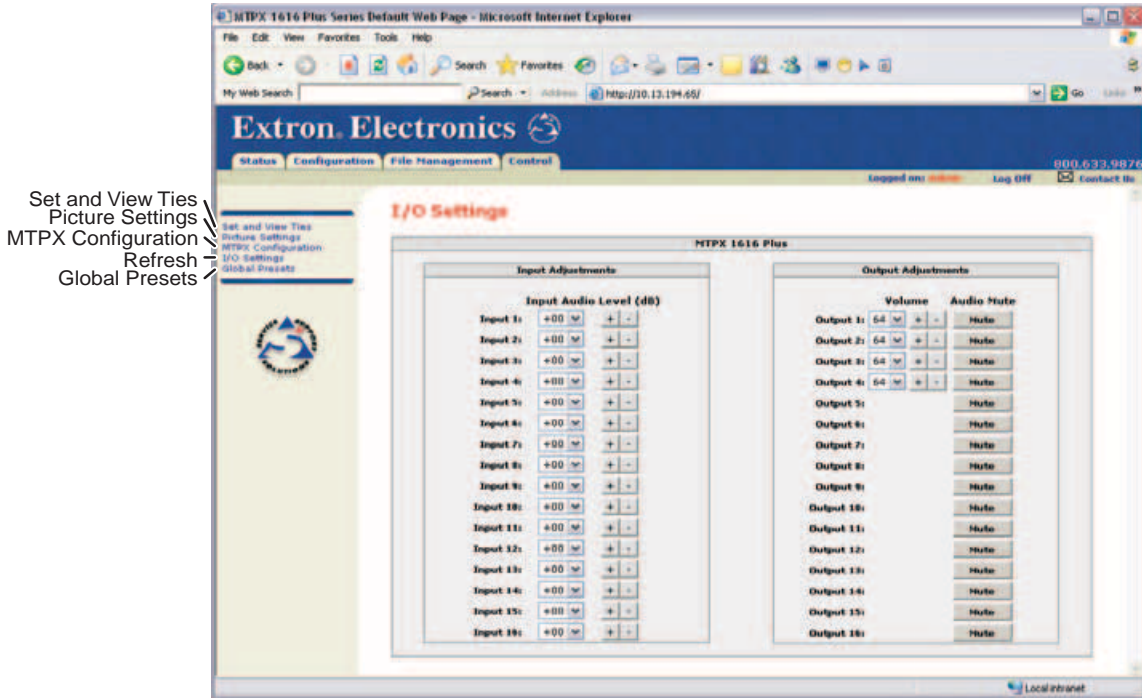 MTPX 1616 Plus Series Default Web Page - Microsoft Internet Explorer
File Edit View Favorites Tools Help
Back Search Favorites
My Web Search Search Address http://10.13.194.65/ Go Links
Extron Electronics
Status Configuration File Management Control
800.633.9876
Logged on: Log Off Contact Us
Set and View Ties
Picture Settings
MTPX Configuration
Refresh
Global Presets
Set and View Ties
Picture Settings
MTPX Configuration
I/O Settings
Global Presets
SERVICE SUPPORT SOLUTIONS
I/O Settings
MTPX 1616 Plus
Input Adjustments
Input Audio Level (dB)
Input 1: +00 + -
Input 2: +00 + -
Input 3: +00 + -
Input 4: +00 + -
Input 5: +00 + -
Input 6: +00 + -
Input 7: +00 + -
Input 8: +00 + -
Input 9: +00 + -
Input 10: +00 + -
Input 11: +00 + -
Input 12: +00 + -
Input 13: +00 + -
Input 14: +00 + -
Input 15: +00 + -
Input 16: +00 + -
Output Adjustments
Volume Audio Mute
Output 1: 64 + - Mute
Output 2: 64 + - Mute
Output 3: 64 + - Mute
Output 4: 64 + - Mute
Output 5: Mute
Output 6: Mute
Output 7: Mute
Output 8: Mute
Output 9: Mute
Output 10: Mute
Output 11: Mute
Output 12: Mute
Output 13: Mute
Output 14: Mute
Output 15: Mute
Output 16: Mute
Local intranet